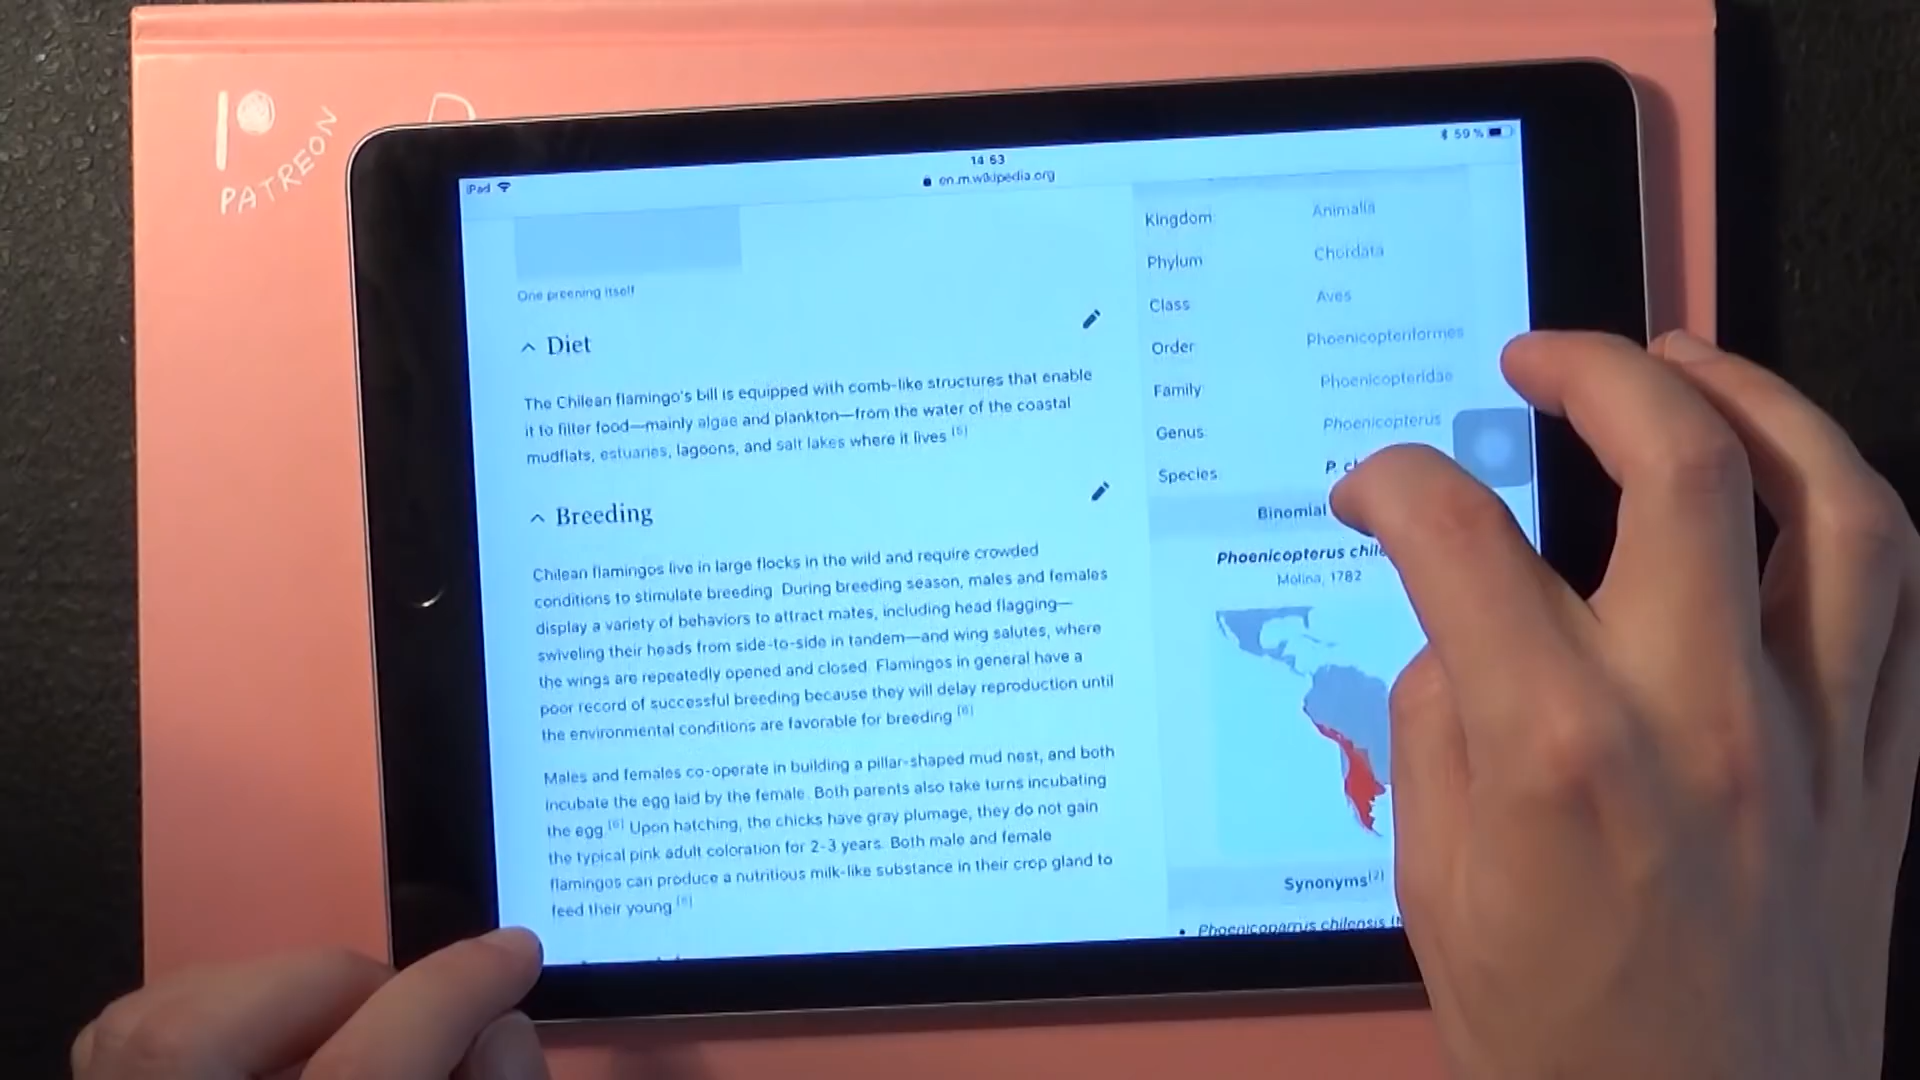 PATREON
iPad
14 53
59 %
en.m.wikipedia.org
One preening itself
Diet
The Chilean flamingo's bill is equipped with comb-like structures that enable
it to filter food—mainly algae and plankton—from the water of the coastal
mudflats, estuaries, lagoons, and salt lakes where it lives [5]
Breeding
Chilean flamingos live in large flocks in the wild and require crowded
conditions to stimulate breeding. During breeding season, males and females
display a variety of behaviors to attract mates, including head flagging—
swiveling their heads from side-to-side in tandem—and wing salutes, where
the wings are repeatedly opened and closed. Flamingos in general have a
poor record of successful breeding because they will delay reproduction until
the environmental conditions are favorable for breeding [6]
Males and females co-operate in building a pillar-shaped mud nest, and both
incubate the egg laid by the female. Both parents also take turns incubating
the egg.[6] Upon hatching, the chicks have gray plumage; they do not gain
the typical pink adult coloration for 2-3 years. Both male and female
flamingos can produce a nutritious milk-like substance in their crop gland to
feed their young [6]
Kingdom: Animalia
Phylum: Chordata
Class: Aves
Order: Phoenicopteriformes
Family: Phoenicopteridae
Genus: Phoenicopterus
Species: P. ch
Binomial
Phoenicopterus chile
Molina, 1782
Synonyms[2]
• Phoenicoparrus chilensis